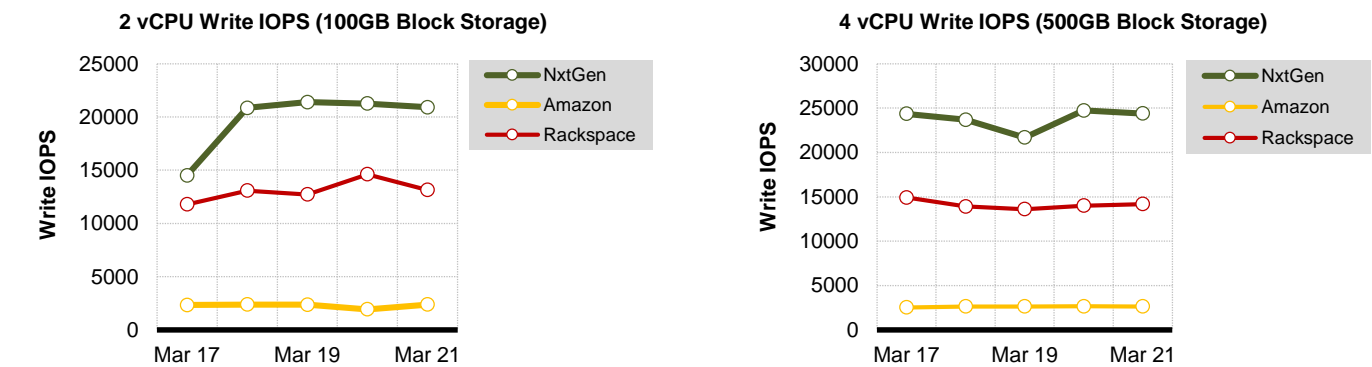 2 vCPU Write IOPS (100GB Block Storage)
25000
20000
15000
10000
5000
0
Write IOPS
Mar 17 Mar 19 Mar 21
NxtGen
Amazon
Rackspace
4 vCPU Write IOPS (500GB Block Storage)
30000
25000
20000
15000
10000
5000
0
Write IOPS
Mar 17 Mar 19 Mar 21
NxtGen
Amazon
Rackspace